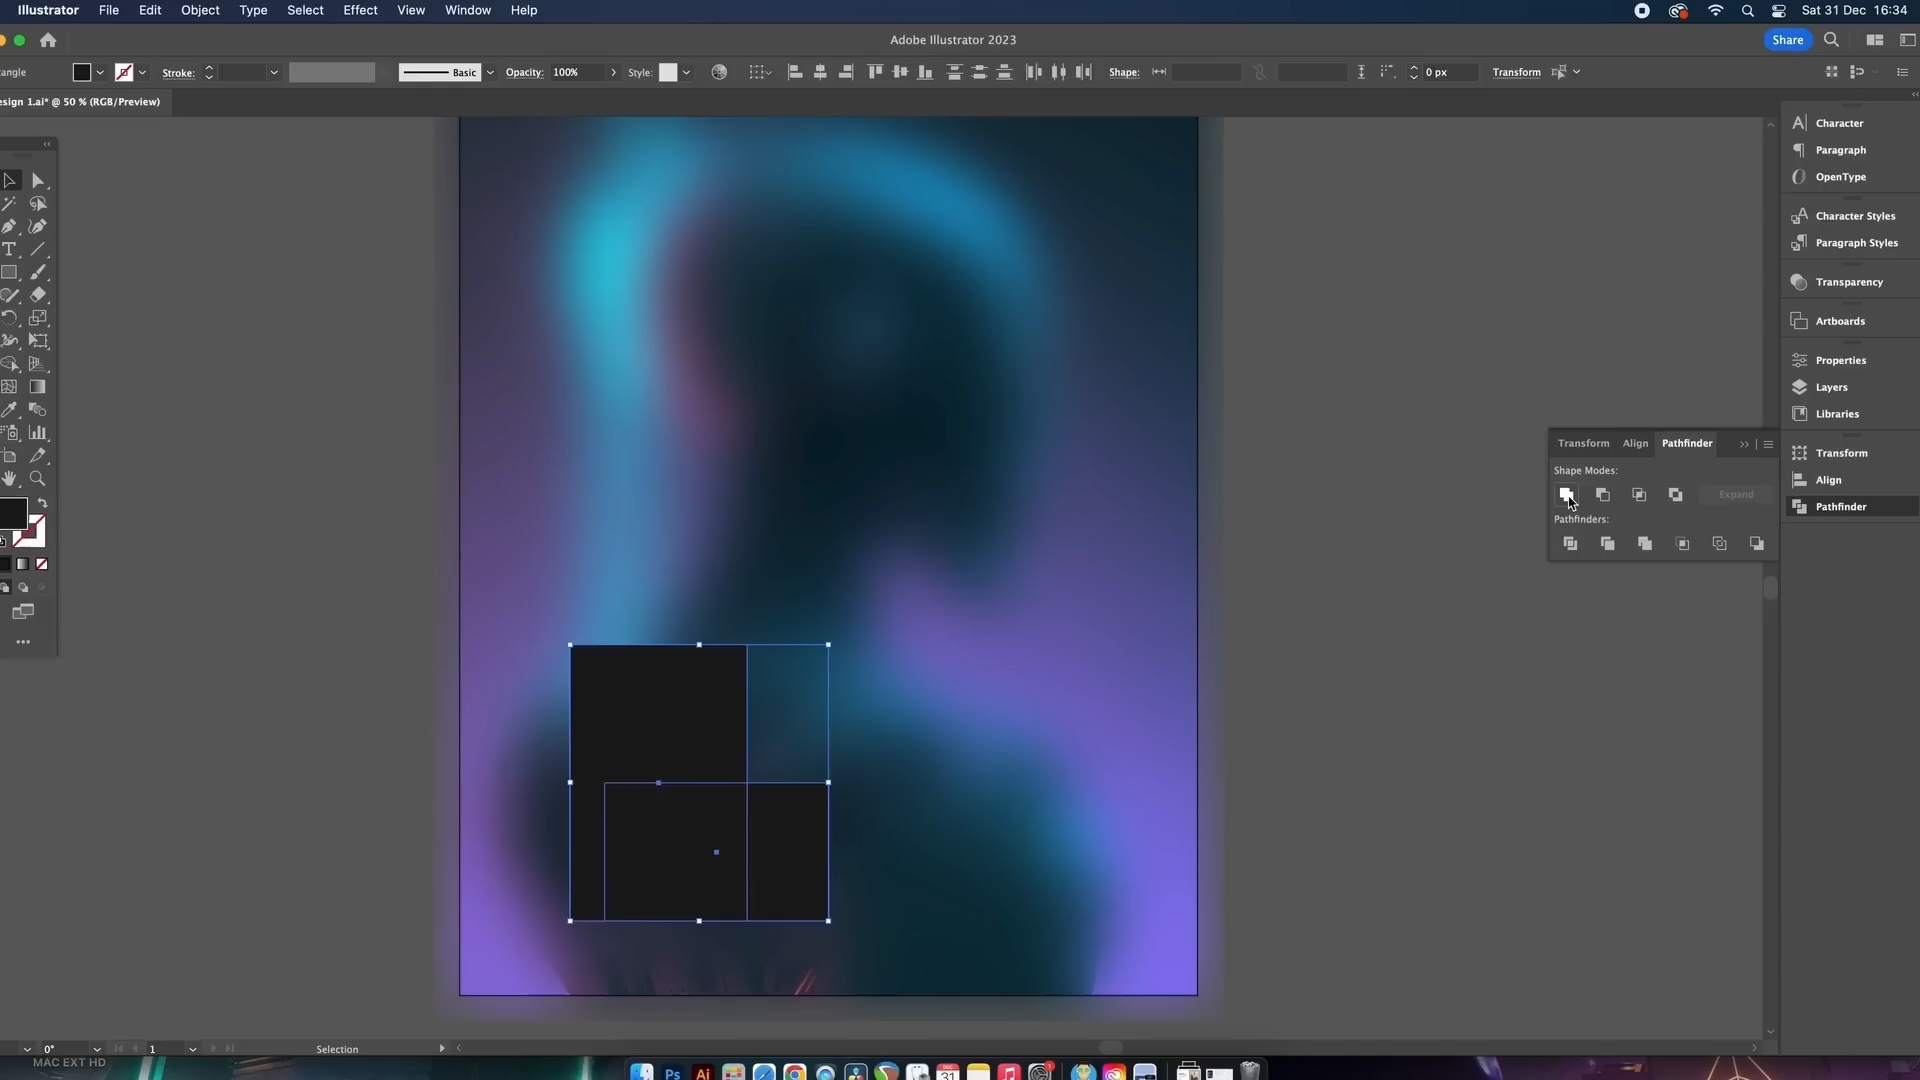 Illustrator File Edit Object Type Select Effect View Window Help Sat 31 Dec 16:34
Adobe Illustrator 2023 Share
angle Stroke: Basic Opacity: 100% Style: Shape: 0 px Transform
esign 1.ai* @ 50 % (RGB/Preview)
Character
Paragraph
OpenType
Character Styles
Paragraph Styles
Transparency
Artboards
Properties
Layers
Libraries
Transform Align Pathfinder
Shape Modes:
Expand
Pathfinders:
Transform
Align
Pathfinder
0° 1 Selection
MAC EXT HD
Ps Ai 31